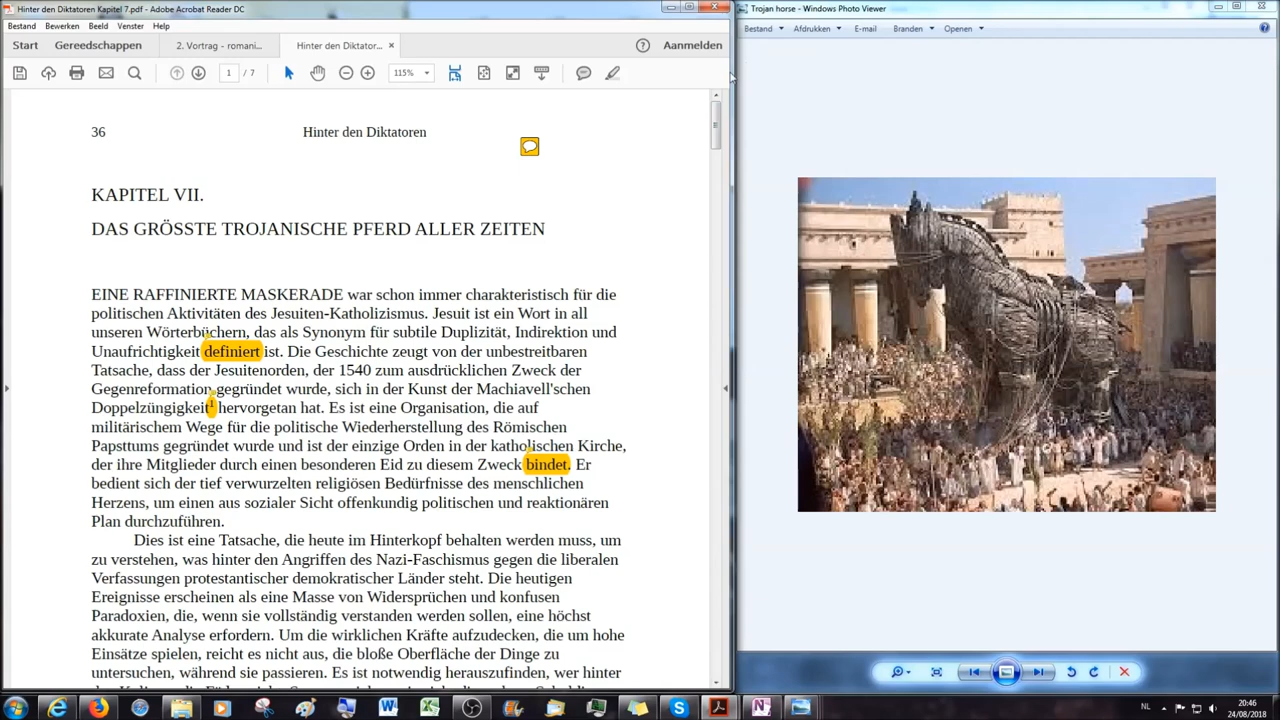 Hinter den Diktatoren Kapitel 7.pdf - Adobe Acrobat Reader DC
Bestand Bewerken Beeld Venster Help
Start Gereedschappen 2. Vortrag - romani... Hinter den Diktator... × Aanmelden
1 / 7 115%
36 Hinter den Diktatoren
KAPITEL VII.
DAS GRÖSSTE TROJANISCHE PFERD ALLER ZEITEN
EINE RAFFINIERTE MASKERADE war schon immer charakteristisch für die
politischen Aktivitäten des Jesuiten-Katholizismus. Jesuit ist ein Wort in all
unseren Wörterbüchern, das als Synonym für subtile Duplizität, Indirektion und
Unaufrichtigkeit definiert ist. Die Geschichte zeugt von der unbestreitbaren
Tatsache, dass der Jesuitenorden, der 1540 zum ausdrücklichen Zweck der
Gegenreformation gegründet wurde, sich in der Kunst der Machiavell'schen
Doppelzüngigkeit¹ hervorgetan hat. Es ist eine Organisation, die auf
militärischem Wege für die politische Wiederherstellung des Römischen
Papsttums gegründet wurde und ist der einzige Orden in der katholischen Kirche,
der ihre Mitglieder durch einen besonderen Eid zu diesem Zweck bindet. Er
bedient sich der tief verwurzelten religiösen Bedürfnisse des menschlichen
Herzens, um einen aus sozialer Sicht offenkundig politischen und reaktionären
Plan durchzuführen.
Dies ist eine Tatsache, die heute im Hinterkopf behalten werden muss, um
zu verstehen, was hinter den Angriffen des Nazi-Faschismus gegen die liberalen
Verfassungen protestantischer demokratischer Länder steht. Die heutigen
Ereignisse erscheinen als eine Masse von Widersprüchen und konfusen
Paradoxien, die, wenn sie vollständig verstanden werden sollen, eine höchst
akkurate Analyse erfordern. Um die wirklichen Kräfte aufzudecken, die um hohe
Einsätze spielen, reicht es nicht aus, die bloße Oberfläche der Dinge zu
untersuchen, während sie passieren. Es ist notwendig herauszufinden, wer hinter
Trojan horse - Windows Photo Viewer
Bestand Afdrukken E-mail Branden Openen
NL 20:46
24/08/2018